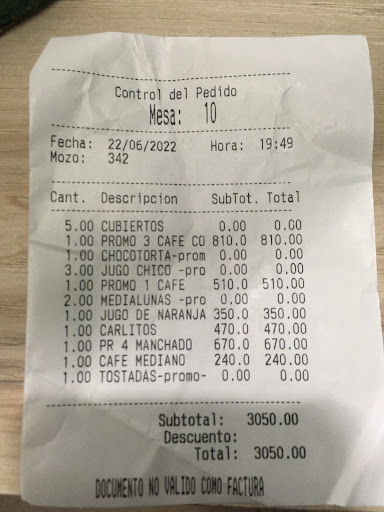 Control del Pedido
Mesa: 10
Fecha: 22/06/2022 Hora: 19:49
Mozo: 342
Cant. Descripcion SubTot. Total
5.00 CUBIERTOS 0.00 0.00
1.00 PROMO 3 CAFE CO 810.0 810.00
1.00 CHOCOTORTA-prom 0.00 0.00
3.00 JUGO CHICO -pro 0.00 0.00
1.00 PROMO 1 CAFE 510.0 510.00
2.00 MEDIALUNAS -pro 0.00 0.00
1.00 JUGO DE NARANJA 350.0 350.00
1.00 CARLITOS 470.0 470.00
1.00 PR 4 MANCHADO 670.0 670.00
1.00 CAFE MEDIANO 240.0 240.00
1.00 TOSTADAS-promo- 0.00 0.00
Subtotal: 3050.00
Descuento:
Total: 3050.00
DOCUMENTO NO VALIDO COMO FACTURA